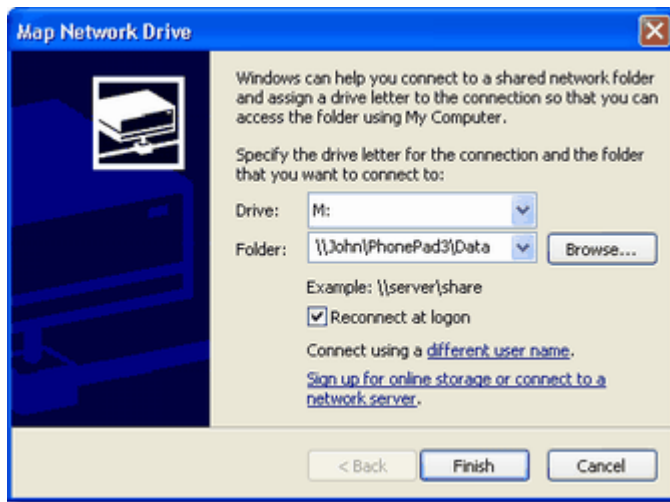 Map Network Drive
Windows can help you connect to a shared network folder
and assign a drive letter to the connection so that you can
access the folder using My Computer.
Specify the drive letter for the connection and the folder
that you want to connect to:
Drive: M:
Folder: \\John\PhonePad3\Data Browse...
Example: \\server\share
Reconnect at logon
Connect using a different user name.
Sign up for online storage or connect to a
network server.
< Back Finish Cancel